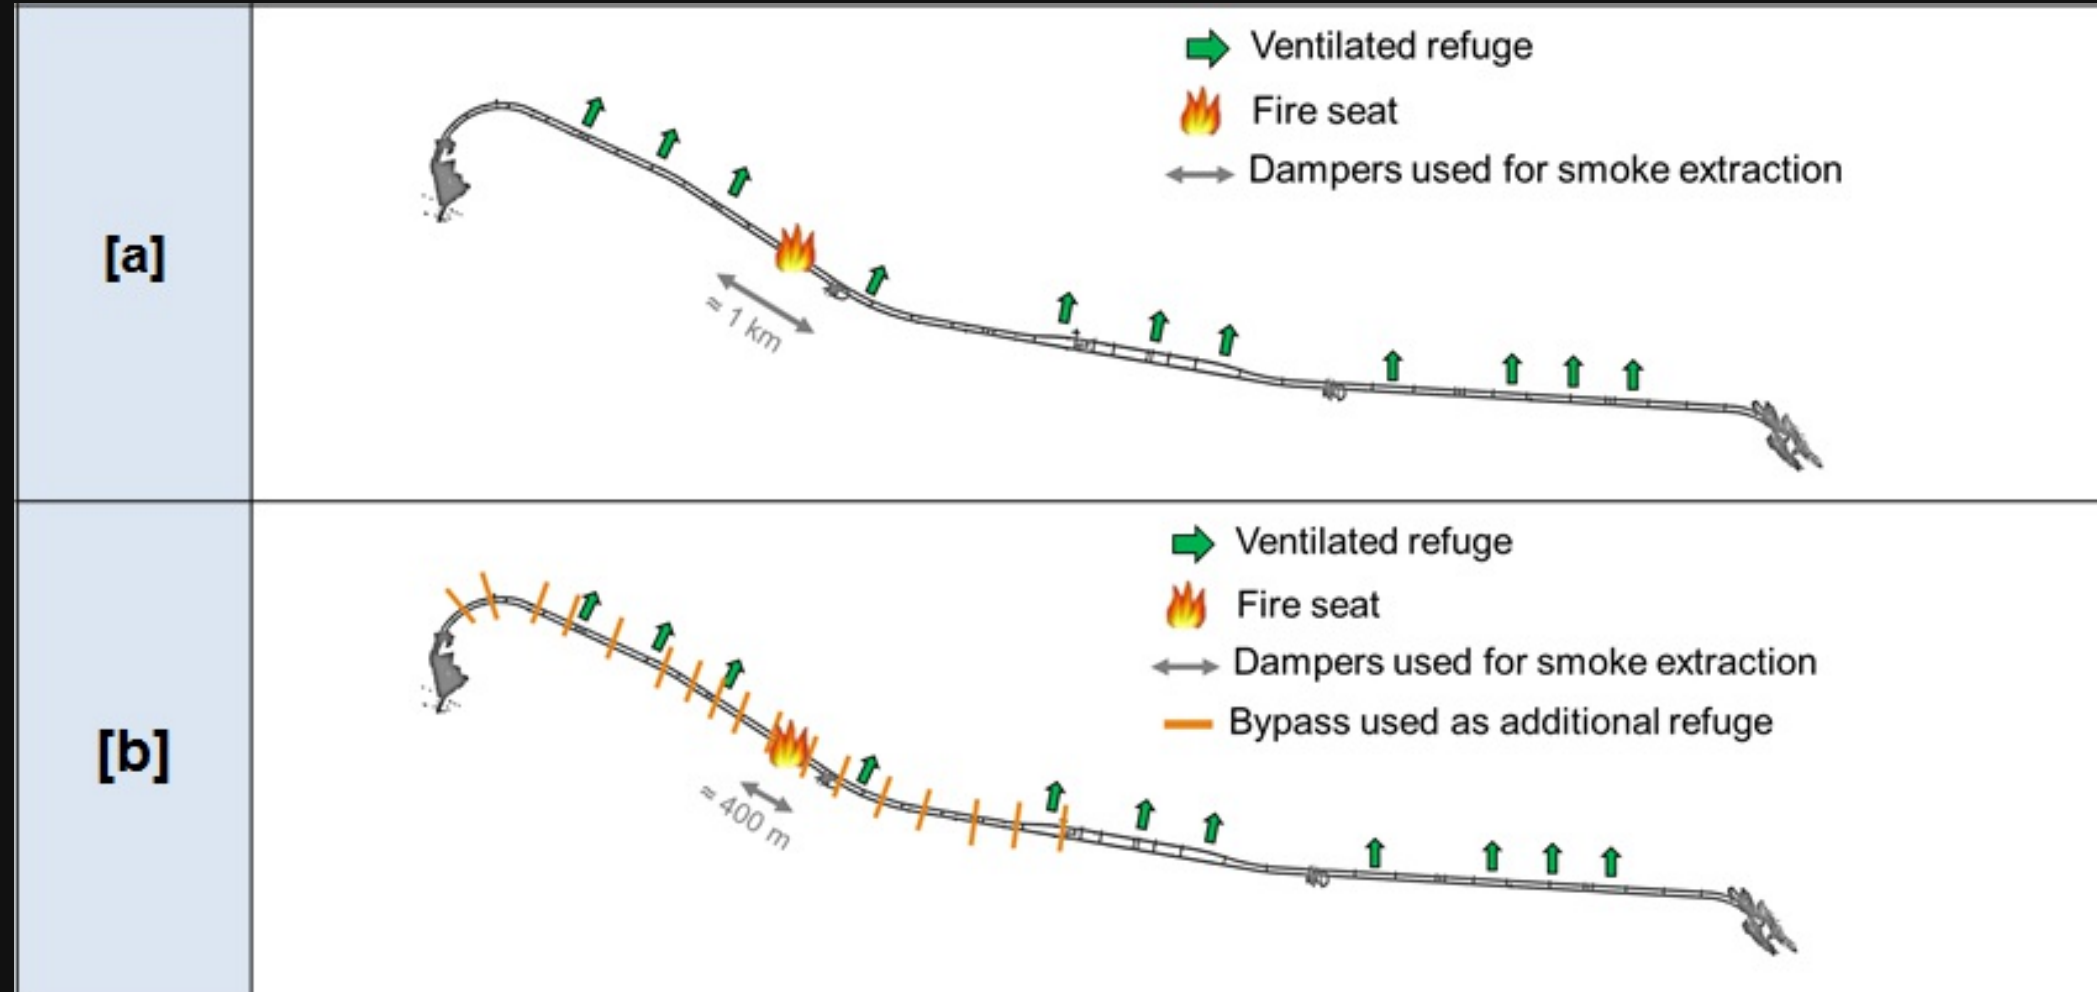 [a]
Ventilated refuge
Fire seat
Dampers used for smoke extraction
≈ 1 km
[b]
Ventilated refuge
Fire seat
Dampers used for smoke extraction
Bypass used as additional refuge
≈ 400 m